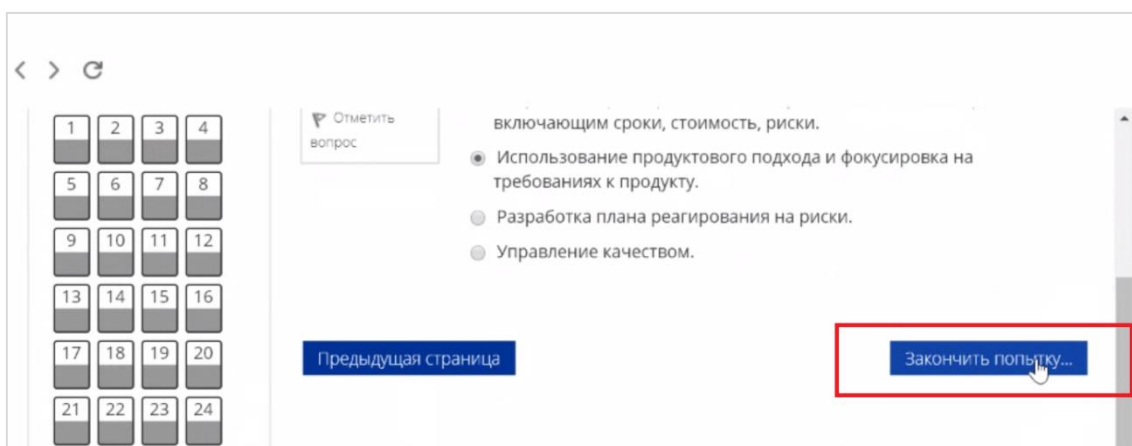 1 2 3 4
5 6 7 8
9 10 11 12
13 14 15 16
17 18 19 20
21 22 23 24
Отметить
вопрос
включающим сроки, стоимость, риски.
Использование продуктового подхода и фокусировка на
требованиях к продукту.
Разработка плана реагирования на риски.
Управление качеством.
Предыдущая страница
Закончить попытку...